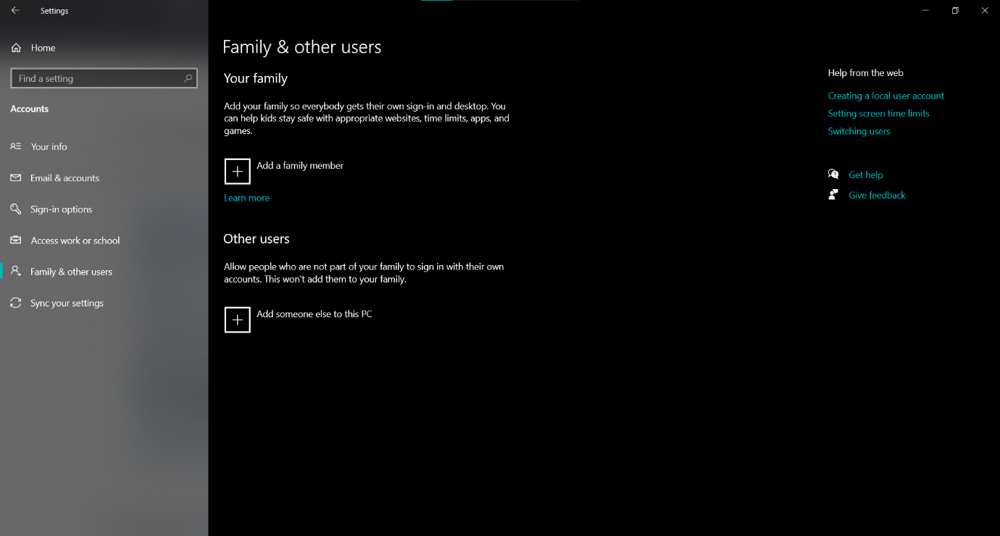 Settings
Home
Find a setting
Accounts
Your info
Email & accounts
Sign-in options
Access work or school
Family & other users
Sync your settings
Family & other users
Your family
Add your family so everybody gets their own sign-in and desktop. You
can help kids stay safe with appropriate websites, time limits, apps, and
games.
Add a family member
Learn more
Other users
Allow people who are not part of your family to sign in with their own
accounts. This won't add them to your family.
Add someone else to this PC
Help from the web
Creating a local user account
Setting screen time limits
Switching users
Get help
Give feedback